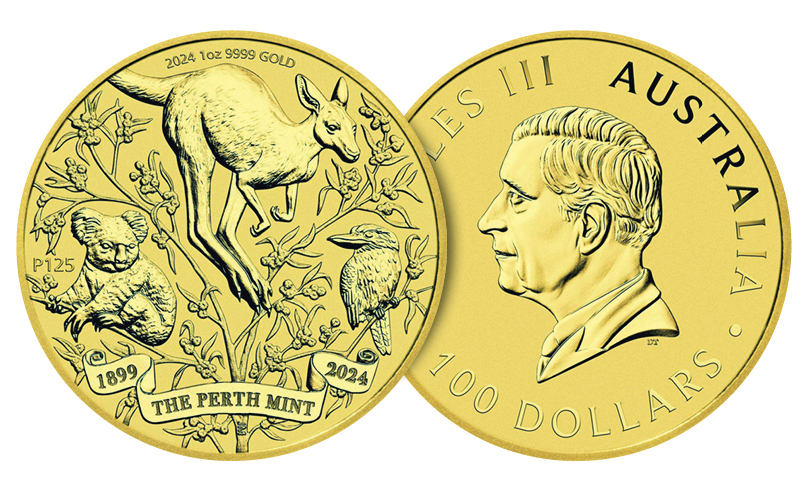 2024 1oz 9999 GOLD
P125
1899
THE PERTH MINT
2024
LES III AUSTRALIA •
100 DOLLARS